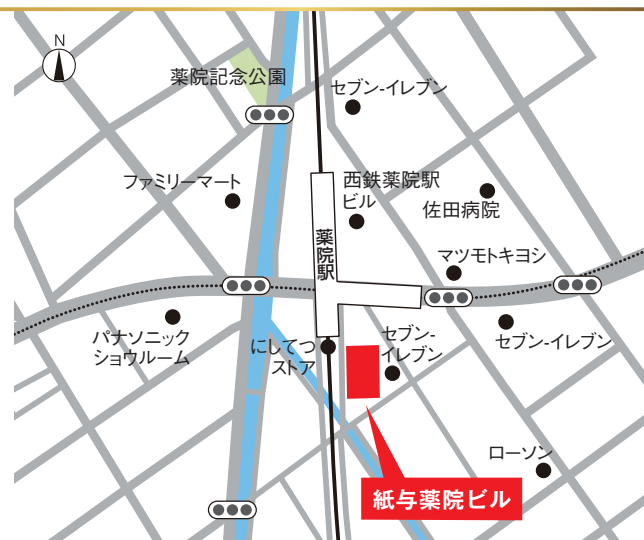 N
薬院記念公園
セブン-イレブン
ファミリーマート
西鉄薬院駅
ビル
佐田病院
薬院駅
マツモトキヨシ
パナソニック
ショウルーム
にしてつ
ストア
セブン-
イレブン
セブン-イレブン
ローソン
紙与薬院ビル